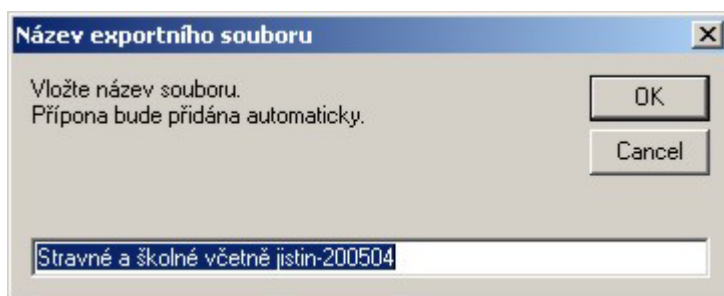 Název exportního souboru
Vložte název souboru.
Přípona bude přidána automaticky.
OK
Cancel
Stravné a školné včetně jistin-200504